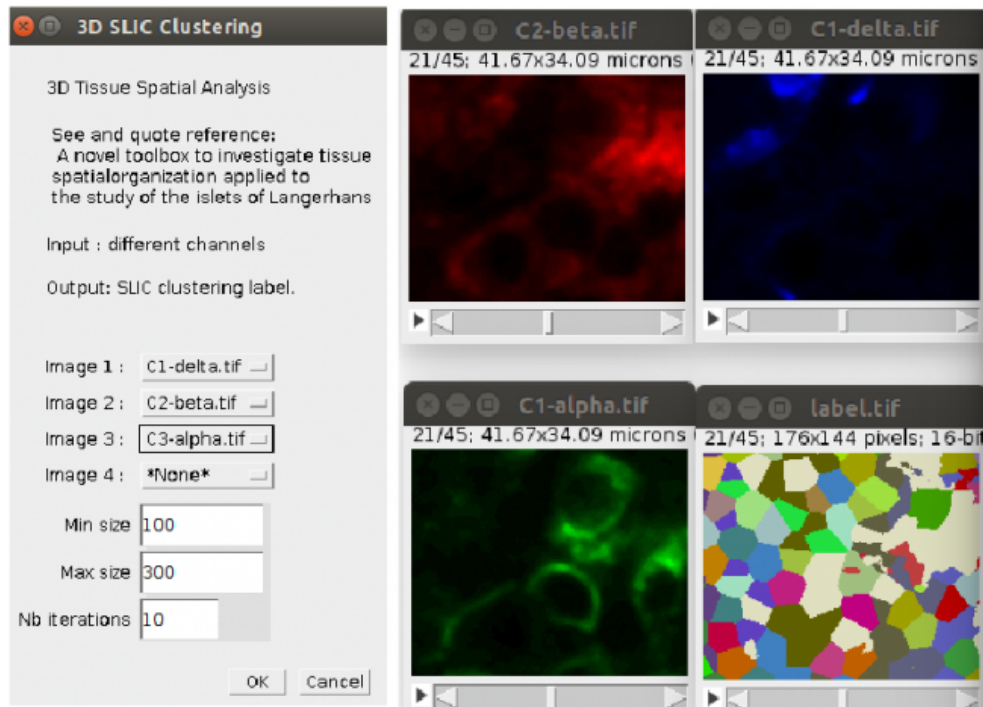 3D SLIC Clustering
3D Tissue Spatial Analysis
See and quote reference:
A novel toolbox to investigate tissue
spatialorganization applied to
the study of the islets of Langerhans
Input : different channels
Output: SLIC clustering label.
Image 1 : C1-delta.tif
Image 2 : C2-beta.tif
Image 3 : C3-alpha.tif
Image 4 : *None*
Min size 100
Max size 300
Nb iterations 10
OK Cancel
C2-beta.tif
21/45; 41.67x34.09 microns
C1-delta.tif
21/45; 41.67x34.09 microns
C1-alpha.tif
21/45; 41.67x34.09 microns
label.tif
21/45; 176x144 pixels; 16-bit